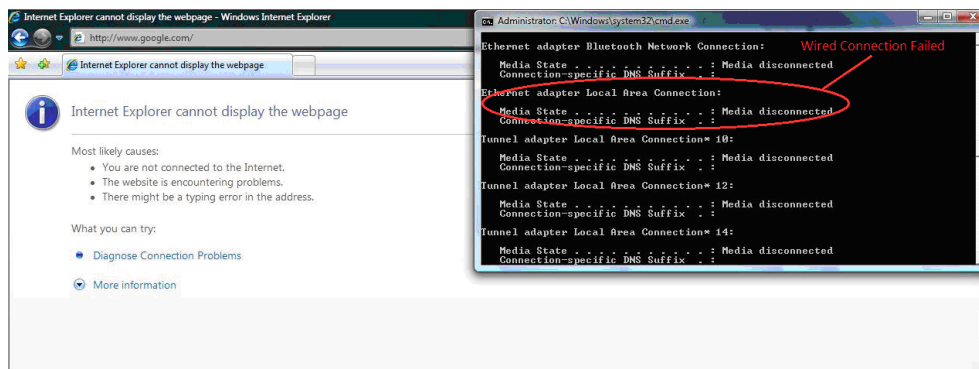 Internet Explorer cannot display the webpage - Windows Internet Explorer
http://www.google.com/
Internet Explorer cannot display the webpage
Internet Explorer cannot display the webpage
Most likely causes:
You are not connected to the Internet.
The website is encountering problems.
There might be a typing error in the address.
What you can try:
Diagnose Connection Problems
More information
Administrator: C:\Windows\system32\cmd.exe
Wired Connection Failed
Ethernet adapter Bluetooth Network Connection:
Media State . . . . . . . . . . . : Media disconnected
Connection-specific DNS Suffix . :
Ethernet adapter Local Area Connection:
Media State . . . . . . . . . . . : Media disconnected
Connection-specific DNS Suffix . :
Tunnel adapter Local Area Connection* 10:
Media State . . . . . . . . . . . : Media disconnected
Connection-specific DNS Suffix . :
Tunnel adapter Local Area Connection* 12:
Media State . . . . . . . . . . . : Media disconnected
Connection-specific DNS Suffix . :
Tunnel adapter Local Area Connection* 14:
Media State . . . . . . . . . . . : Media disconnected
Connection-specific DNS Suffix . :